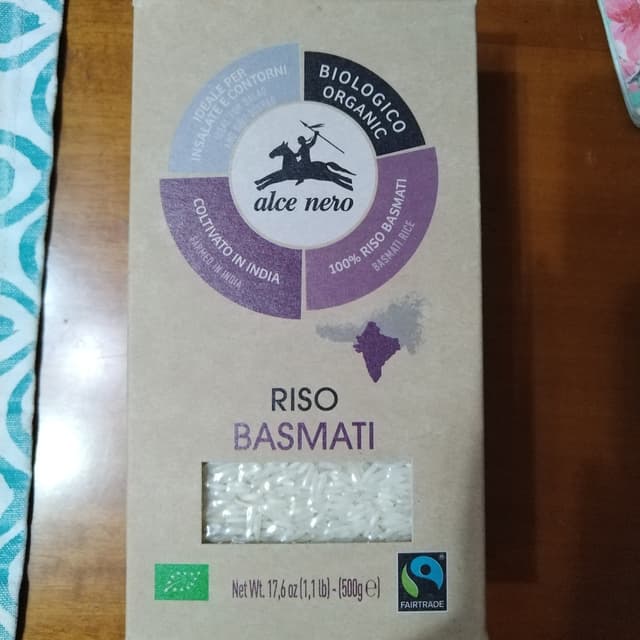 IDEALE PER
INSALATE E CONTORNI
BIOLOGICO
ORGANIC
alce nero
COLTIVATO IN INDIA
FARMED IN INDIA
100% RISO BASMATI
BASMATI RICE
RISO
BASMATI
Net Wt. 17,6 oz (1,1 lb) - (500g ℮)
FAIRTRADE